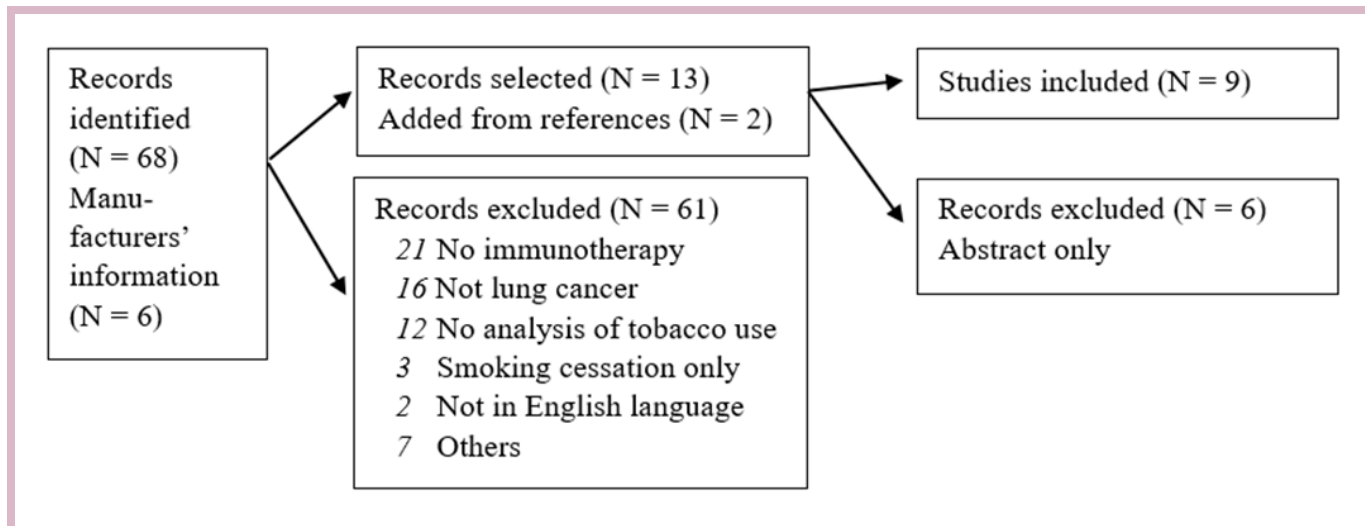 Records
identified
(N = 68)
Manu-
facturers’
information
(N = 6)
Records selected (N = 13)
Added from references (N = 2)
Records excluded (N = 61)
21 No immunotherapy
16 Not lung cancer
12 No analysis of tobacco use
3 Smoking cessation only
2 Not in English language
7 Others
Studies included (N = 9)
Records excluded (N = 6)
Abstract only